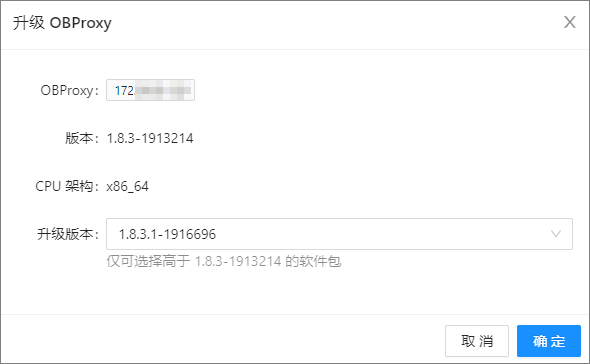 升级 OBProxy
OBProxy： 172
版本： 1.8.3-1913214
CPU 架构： x86_64
升级版本： 1.8.3.1-1916696
仅可选择高于 1.8.3-1913214 的软件包
取 消 确 定